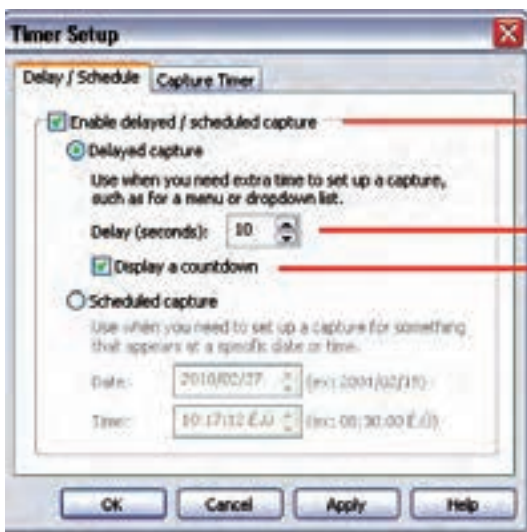 Timer Setup
Delay / Schedule Capture Timer
Enable delayed / scheduled capture
Delayed capture
Use when you need extra time to set up a capture,
such as for a menu or dropdown list.
Delay (seconds): 10
Display a countdown
Scheduled capture
Use when you need to set up a capture for something
that appears at a specific date or time.
Date: 2010/02/27 (ex: 2001/02/15)
Time: 10:17:12 É.Ü (ex: 08:30:00 É.Ü)
OK Cancel Apply Help